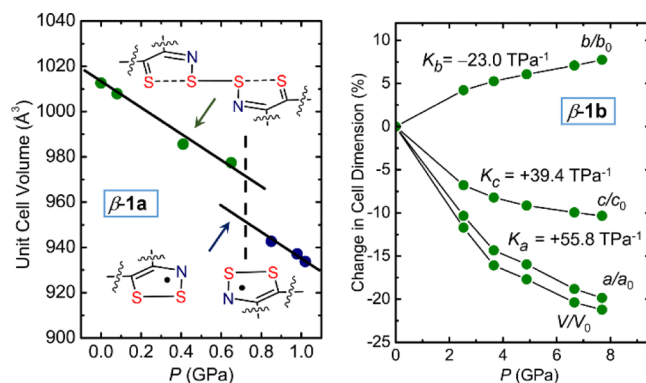 1020
1000
980
960
940
920
900
Unit Cell Volume (Å³)
N
S
S
S
N
S
β-1a
N
S
S
S
S
N
0.0 0.2 0.4 0.6 0.8 1.0
P (GPa)
10
5
0
-5
-10
-15
-20
-25
Change in Cell Dimension (%)
b/b₀
K_b= −23.0 TPa⁻¹
β-1b
K_c = +39.4 TPa⁻¹
c/c₀
K_a = +55.8 TPa⁻¹
a/a₀
V/V₀
0 2 4 6 8
P (GPa)